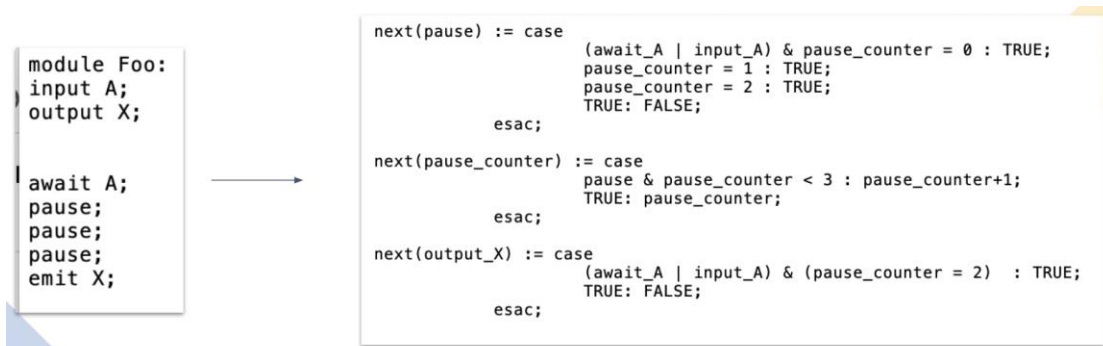 module Foo:
input A;
output X;
await A;
pause;
pause;
pause;
emit X;
next(pause) := case
(await_A | input_A) & pause_counter = 0 : TRUE;
pause_counter = 1 : TRUE;
pause_counter = 2 : TRUE;
TRUE: FALSE;
esac;
next(pause_counter) := case
pause & pause_counter < 3 : pause_counter+1;
TRUE: pause_counter;
esac;
next(output_X) := case
(await_A | input_A) & (pause_counter = 2) : TRUE;
TRUE: FALSE;
esac;